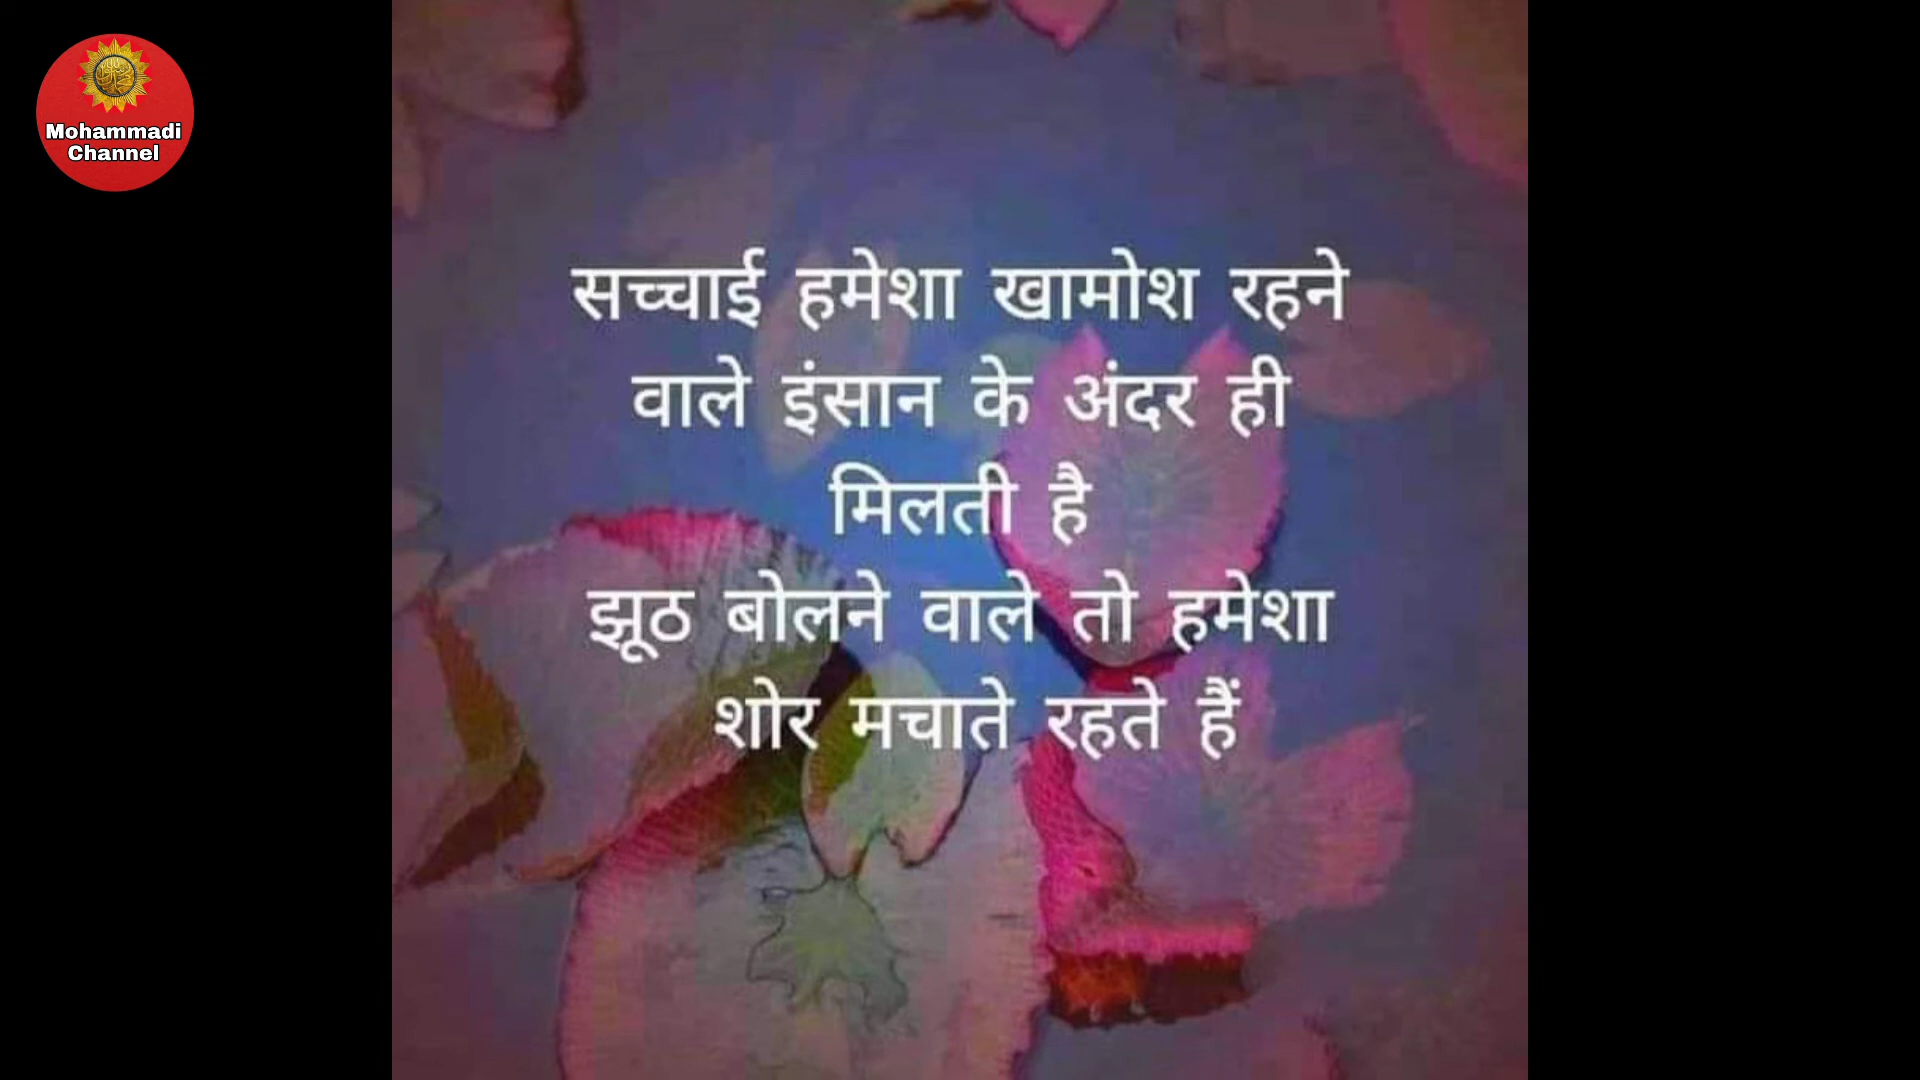 Mohammadi
Channel
सच्चाई हमेशा खामोश रहने
वाले इंसान के अंदर ही
मिलती है
झूठ बोलने वाले तो हमेशा
शोर मचाते रहते हैं